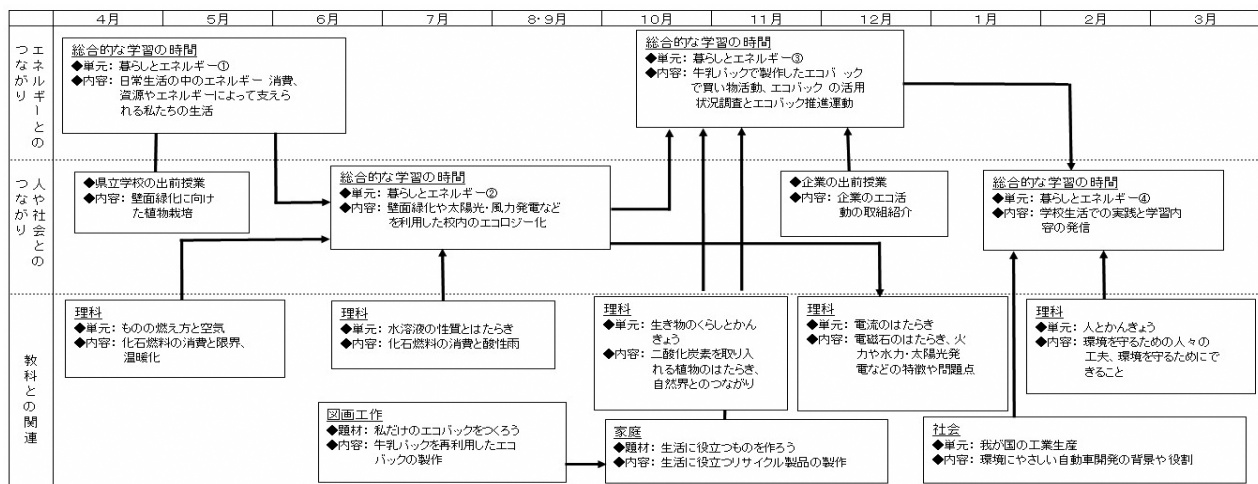 4月
5月
6月
7月
8・9月
10月
11月
12月
1月
2月
3月
エネルギーとの
つながり
総合的な学習の時間
◆単元：暮らしとエネルギー①
◆内容：日常生活の中のエネルギー消費、
資源やエネルギーによって支えら
れる私たちの生活
総合的な学習の時間
◆単元：暮らしとエネルギー③
◆内容：牛乳パックで製作したエコバック
で買い物活動、エコバックの活用
状況調査とエコバック推進運動
人や社会との
つながり
◆県立学校の出前授業
◆内容：壁面緑化に向け
た植物栽培
総合的な学習の時間
◆単元：暮らしとエネルギー②
◆内容：壁面緑化や太陽光・風力発電など
を利用した校内のエコロジー化
◆企業の出前授業
◆内容：企業のエコ活
動の取組紹介
総合的な学習の時間
◆単元：暮らしとエネルギー④
◆内容：学校生活での実践と学習内
容の発信
教科との関連
理科
◆単元：ものの燃え方と空気
◆内容：化石燃料の消費と限界、
温暖化
理科
◆単元：水溶液の性質とはたらき
◆内容：化石燃料の消費と酸性雨
理科
◆単元：生き物のくらしとかん
きょう
◆内容：二酸化炭素を取り入
れる植物のはたらき、
自然界とのつながり
理科
◆単元：電流のはたらき
◆内容：電磁石のはたらき、火
力や水力・太陽光発
電などの特徴や問題点
理科
◆単元：人とかんきょう
◆内容：環境を守るための人々の
工夫、環境を守るためにで
きること
図画工作
◆題材：私だけのエコバックをつくろう
◆内容：牛乳パックを再利用したエコ
バックの製作
家庭
◆題材：生活に役立つものを作ろう
◆内容：生活に役立つリサイクル製品の製作
社会
◆単元：我が国の工業生産
◆内容：環境にやさしい自動車開発の背景や役割